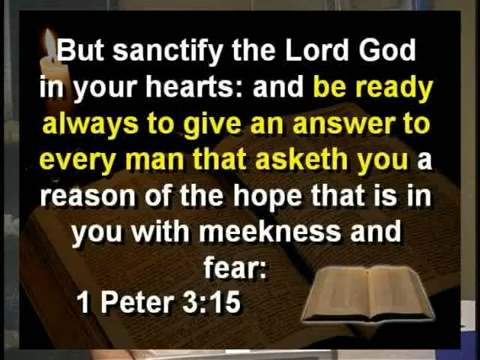 But sanctify the Lord God
in your hearts: and be ready
always to give an answer to
every man that asketh you a
reason of the hope that is in
you with meekness and
fear:
1 Peter 3:15